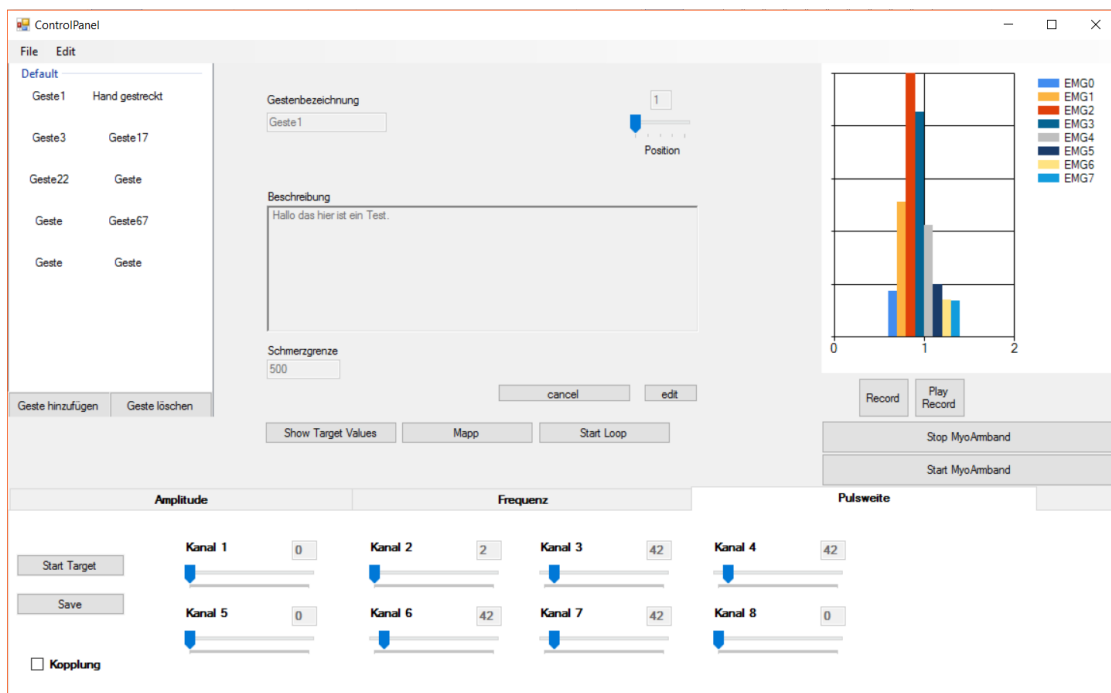 ControlPanel
File Edit
Default
Geste1 Hand gestreckt
Geste3 Geste17
Geste22 Geste
Geste Geste67
Geste Geste
Geste hinzufügen Geste löschen
Gestenbezeichnung
Geste1
1
Position
Beschreibung
Hallo das hier ist ein Test.
Schmerzgrenze
500
cancel edit
Show Target Values Mapp Start Loop
EMG0
EMG1
EMG2
EMG3
EMG4
EMG5
EMG6
EMG7
0 1 2
Record Play Record
Stop MyoArmband
Start MyoArmband
Amplitude Frequenz Pulsweite
Start Target
Save
Kopplung
Kanal 1 0 Kanal 2 2 Kanal 3 42 Kanal 4 42
Kanal 5 0 Kanal 6 42 Kanal 7 42 Kanal 8 0